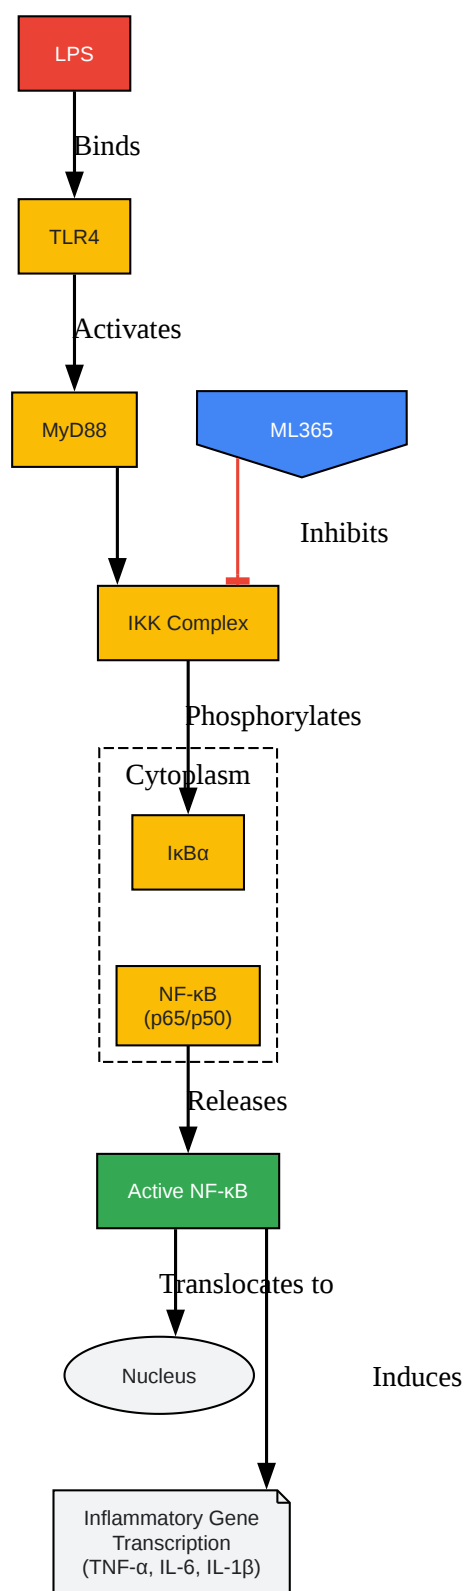 LPS
Binds
TLR4
Activates
MyD88
ML365
Inhibits
IKK Complex
Phosphorylates
Cytoplasm
IκBα
NF-κB
(p65/p50)
Releases
Active NF-κB
Translocates to
Nucleus
Induces
Inflammatory Gene
Transcription
(TNF-α, IL-6, IL-1β)